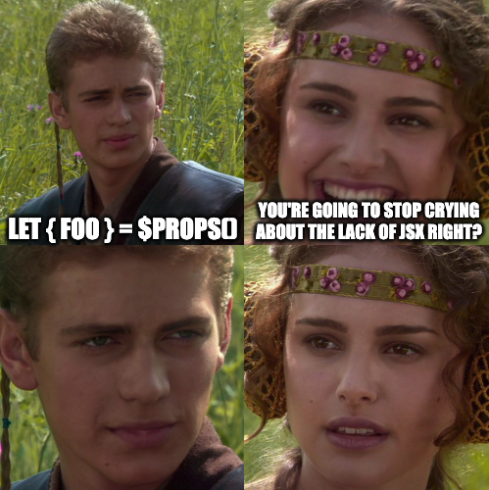 LET { FOO } = $PROPS()
YOU'RE GOING TO STOP CRYING
ABOUT THE LACK OF JSX RIGHT?